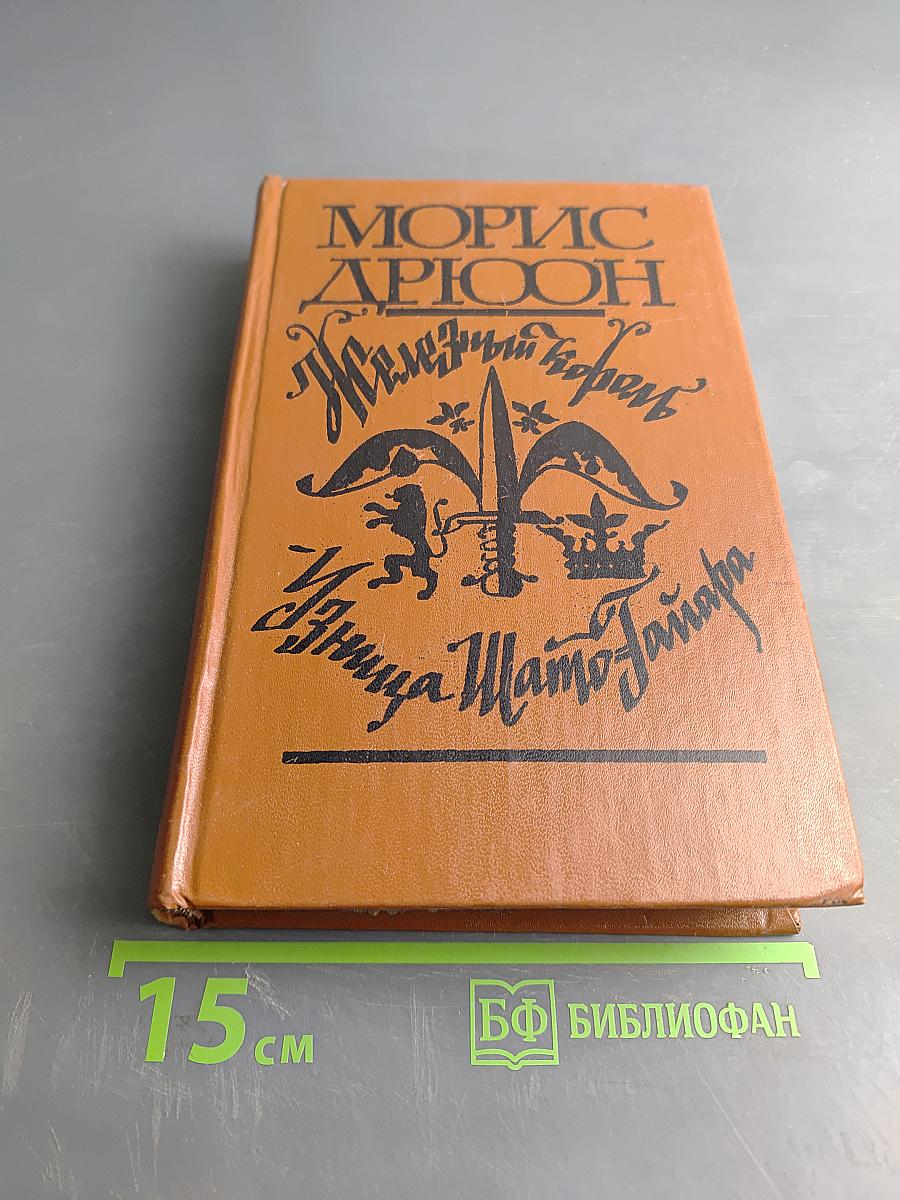 МОРИС
ДРЮОН
Железный король
Узница Шато-Гайара
15 см
БФ БИБЛИОФАН